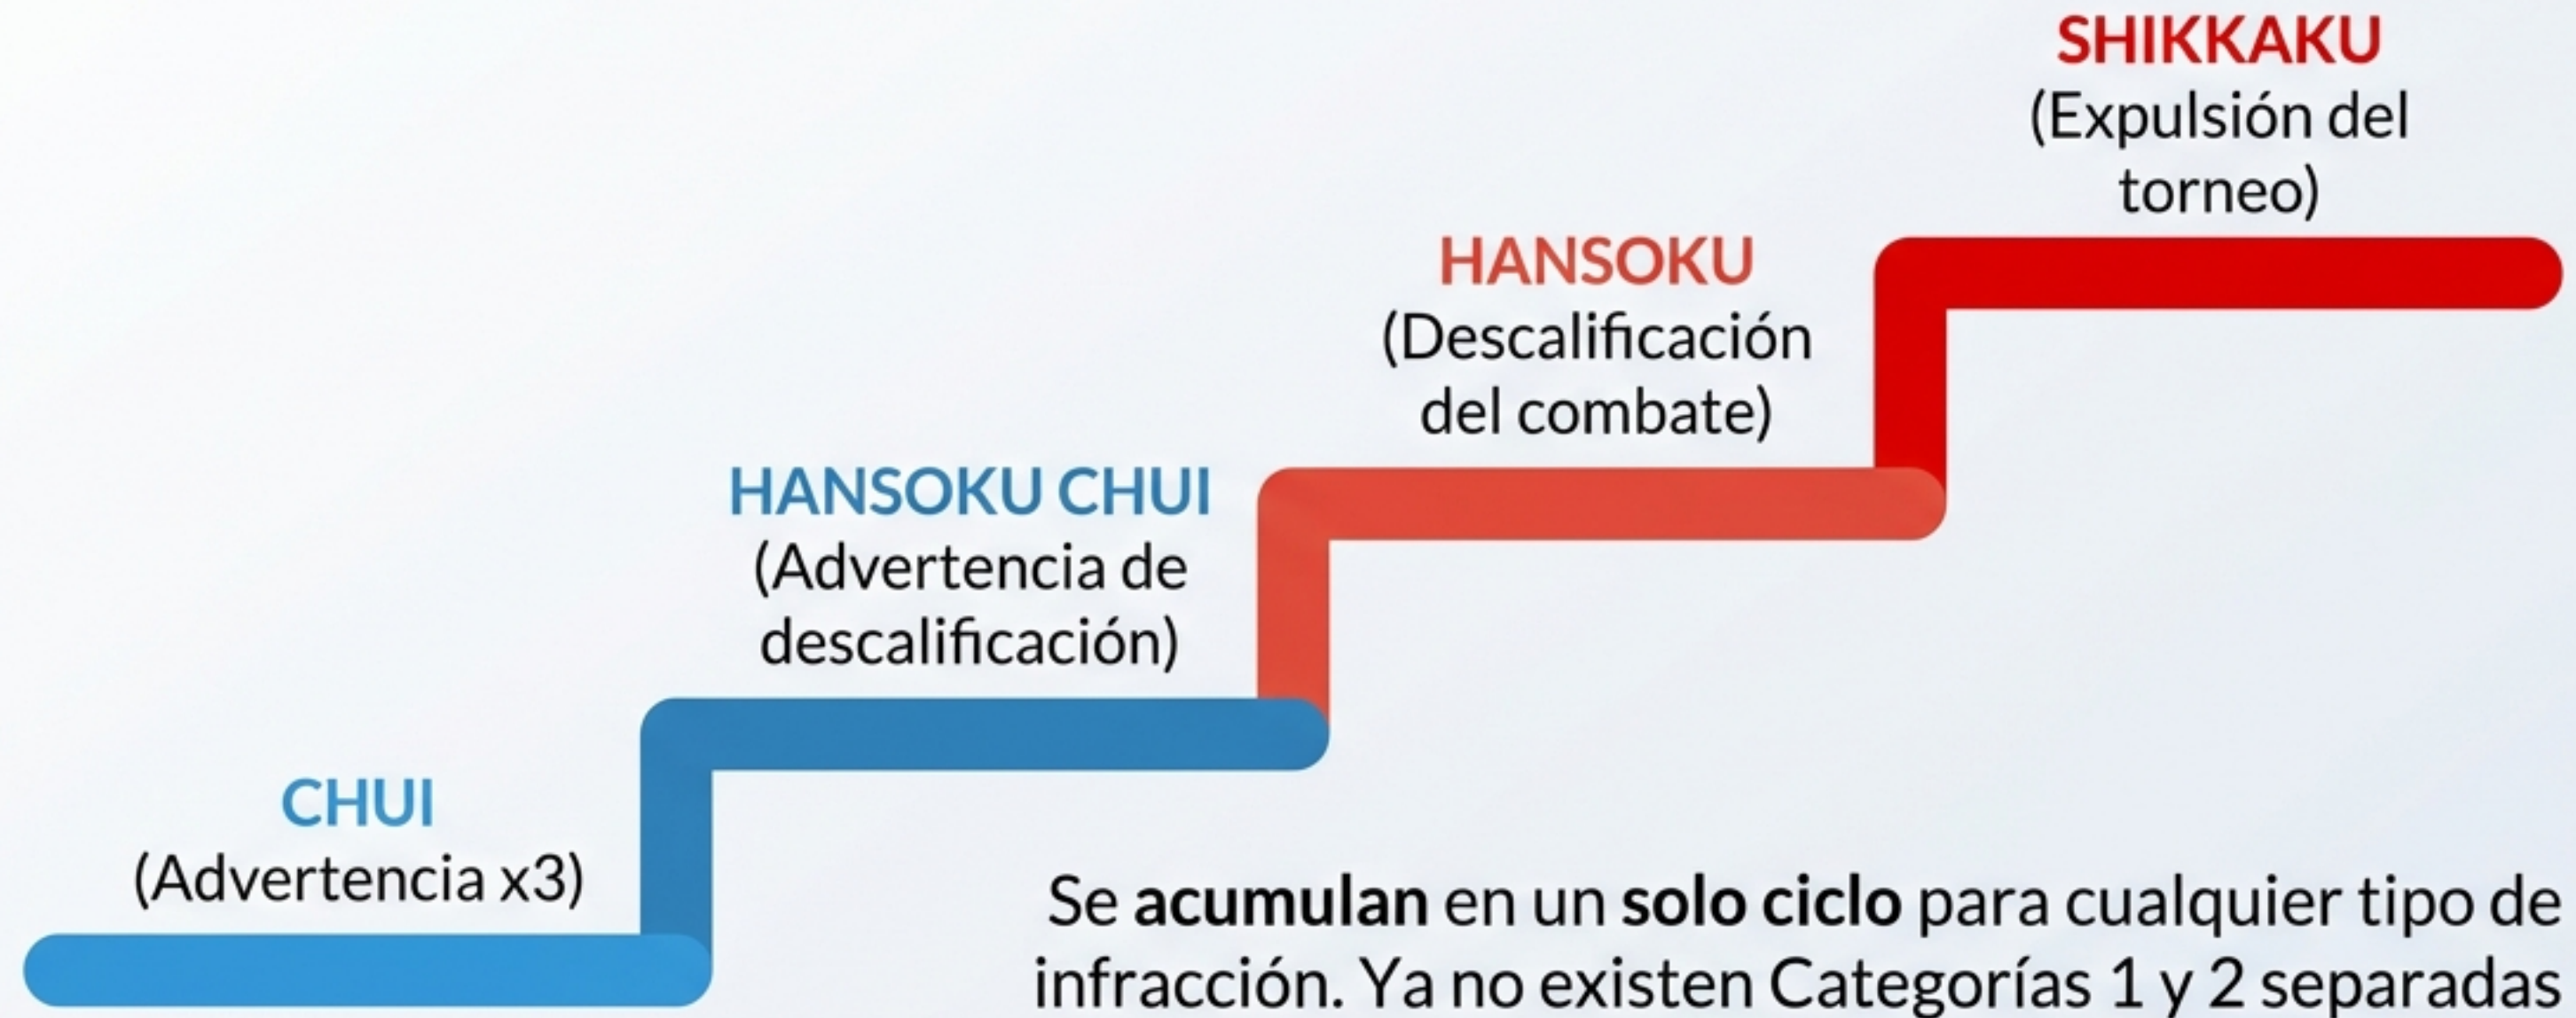 SHIKKAKU
(Expulsión del
torneo)
HANSOKU
(Descalificación
del combate)
HANSOKU CHUI
(Advertencia de
descalificación)
CHUI
(Advertencia x3)
Se acumulan en un solo ciclo para cualquier tipo de
infracción. Ya no existen Categorías 1 y 2 separadas